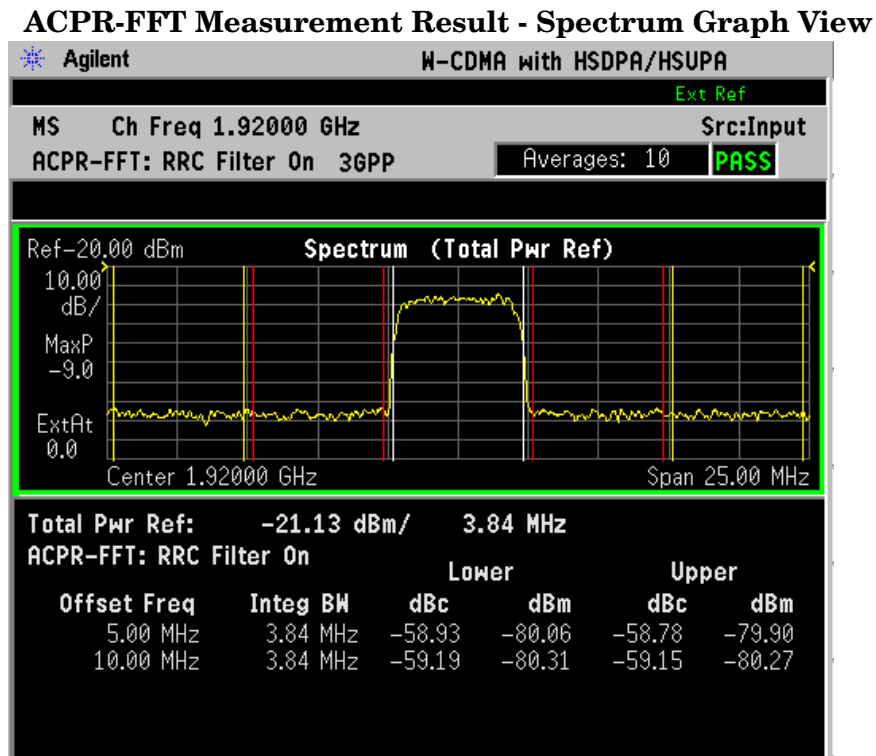 ACPR-FFT Measurement Result - Spectrum Graph View
Agilent W-CDMA with HSDPA/HSUPA
Ext Ref
MS Ch Freq 1.92000 GHz Src:Input
ACPR-FFT: RRC Filter On 3GPP Averages: 10 PASS
Ref-20.00 dBm Spectrum (Total Pwr Ref)
10.00
dB/
MaxP
-9.0
ExtAt
0.0
Center 1.92000 GHz Span 25.00 MHz
Total Pwr Ref: -21.13 dBm/ 3.84 MHz
ACPR-FFT: RRC Filter On
Lower Upper
Offset Freq Integ BW dBc dBm dBc dBm
5.00 MHz 3.84 MHz -58.93 -80.06 -58.78 -79.90
10.00 MHz 3.84 MHz -59.19 -80.31 -59.15 -80.27